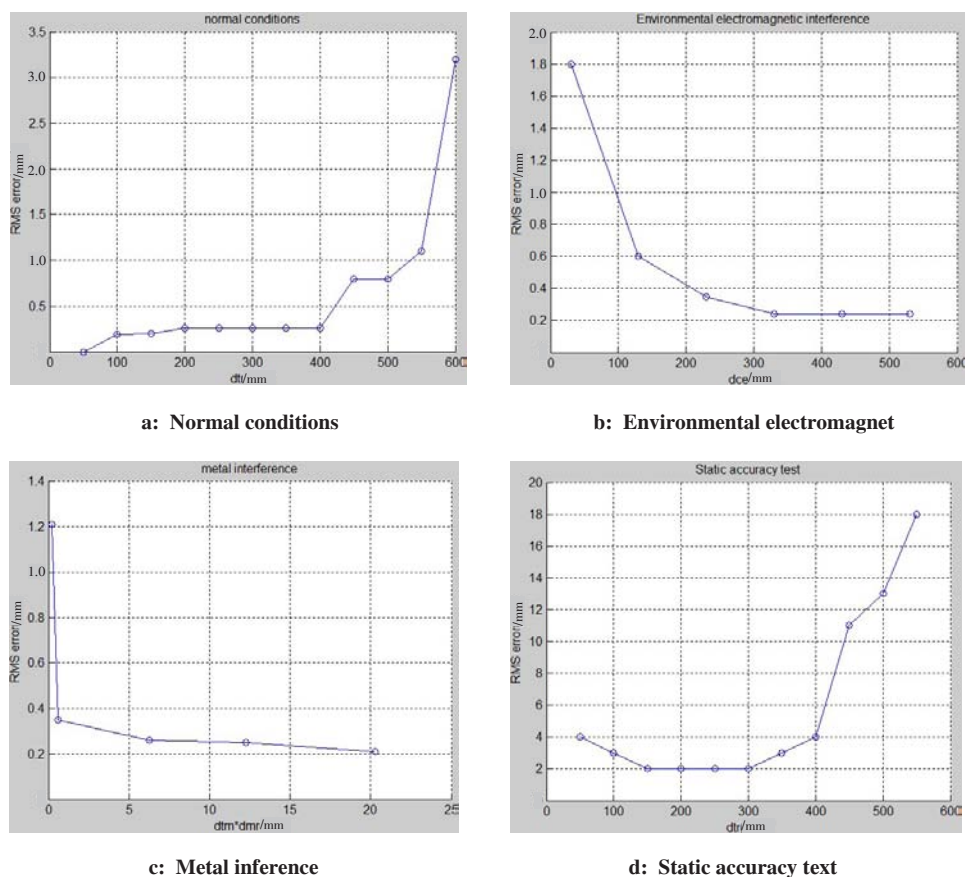 normal conditions
3.5
3.0
2.5
2.0
1.5
1.0
0.5
0 100 200 300 400 500 600
RMS error/mm
dti/mm
a: Normal conditions
Environmental electromagnetic interference
2.0
1.8
1.6
1.4
1.2
1.0
0.8
0.6
0.4
0.2
0 100 200 300 400 500 600
RMS error/mm
dce/mm
b: Environmental electromagnet
metal interference
1.4
1.2
1.0
0.8
0.6
0.4
0.2
0 5 10 15 20 25
RMS error/mm
dtm*dmr/mm
c: Metal inference
Static accuracy test
20
18
16
14
12
10
8
6
4
2
0 100 200 300 400 500 600
RMS error/mm
dtr/mm
d: Static accuracy text